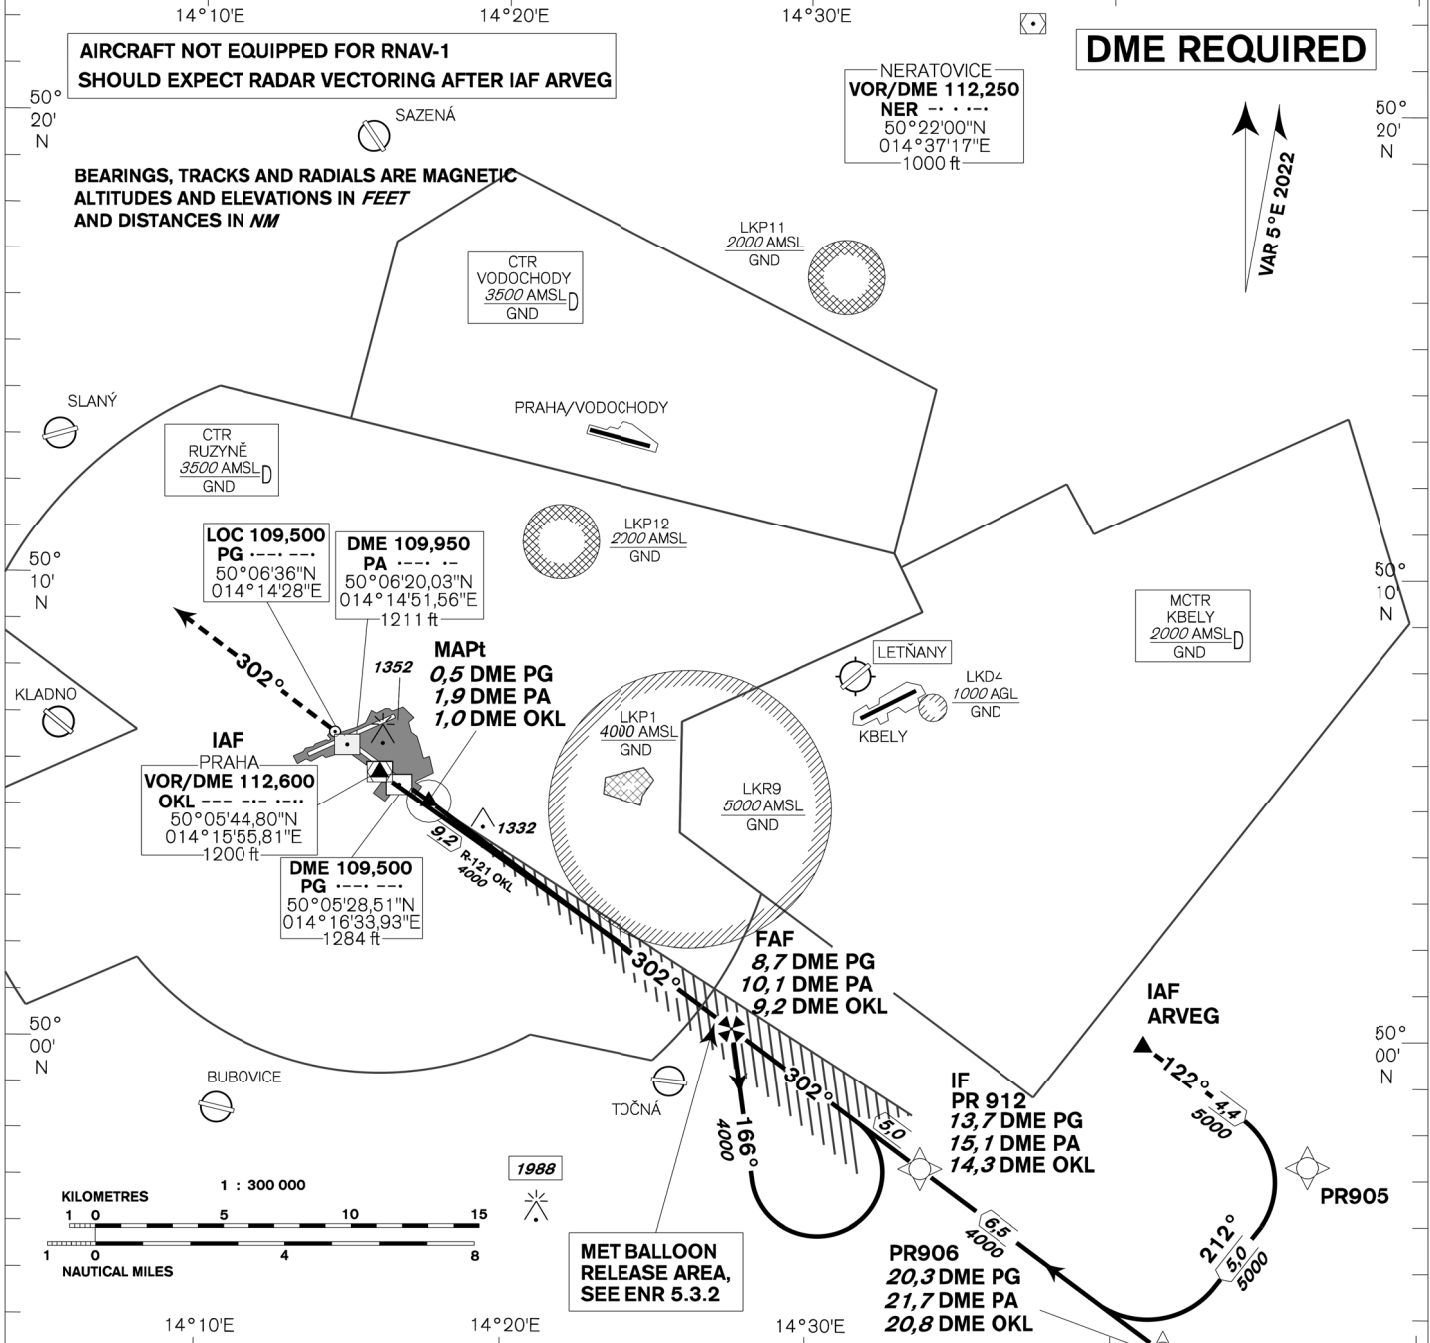 14°10'E
14°20'E
14°30'E
AIRCRAFT NOT EQUIPPED FOR RNAV-1
SHOULD EXPECT RADAR VECTORING AFTER IAF ARVEG
DME REQUIRED
NERATOVICE
VOR/DME 112,250
NER
50°22'00"N
014°37'17"E
1000 ft
50°
20'
N
50°
20'
N
SAZENÁ
VAR 5°E 2022
BEARINGS, TRACKS AND RADIALS ARE MAGNETIC
ALTITUDES AND ELEVATIONS IN FEET
AND DISTANCES IN NM
LKP11
2000 AMSL
GND
CTR
VODOCHODY
3500 AMSL D
GND
SLANÝ
PRAHA/VODOCHODY
CTR
RUZYNĚ
3500 AMSL D
GND
LKP12
2000 AMSL
GND
LOC 109,500
PG
50°06'36"N
014°14'28"E
DME 109,950
PA
50°06'20,03"N
014°14'51,56"E
1211 ft
50°
10'
N
50°
10'
N
MCTR
KBELY
2000 AMSL D
GND
302°
1352
MAPt
0,5 DME PG
1,9 DME PA
1,0 DME OKL
LETŇANY
LKD4
1000 AGL
GND
KBELY
KLADNO
LKP1
4000 AMSL
GND
IAF
PRAHA
VOR/DME 112,600
OKL
50°05'44,80"N
014°15'55,81"E
1200 ft
LKR9
5000 AMSL
GND
1332
9,2
R-121 OKL
4000
DME 109,500
PG
50°05'28,51"N
014°16'33,93"E
1284 ft
302°
FAF
8,7 DME PG
10,1 DME PA
9,2 DME OKL
IAF
ARVEG
50°
00'
N
50°
00'
N
BUBOVICE
TOČNÁ
302°
122°
4,4
5000
IF
PR 912
13,7 DME PG
15,1 DME PA
14,3 DME OKL
5,0
166°
4000
1988
PR905
1 : 300 000
KILOMETRES
1 0 5 10 15
1 0 4 8
NAUTICAL MILES
6,5
4000
212°
5,0
5000
MET BALLOON
RELEASE AREA,
SEE ENR 5.3.2
PR906
20,3 DME PG
21,7 DME PA
20,8 DME OKL
14°10'E
14°20'E
14°30'E